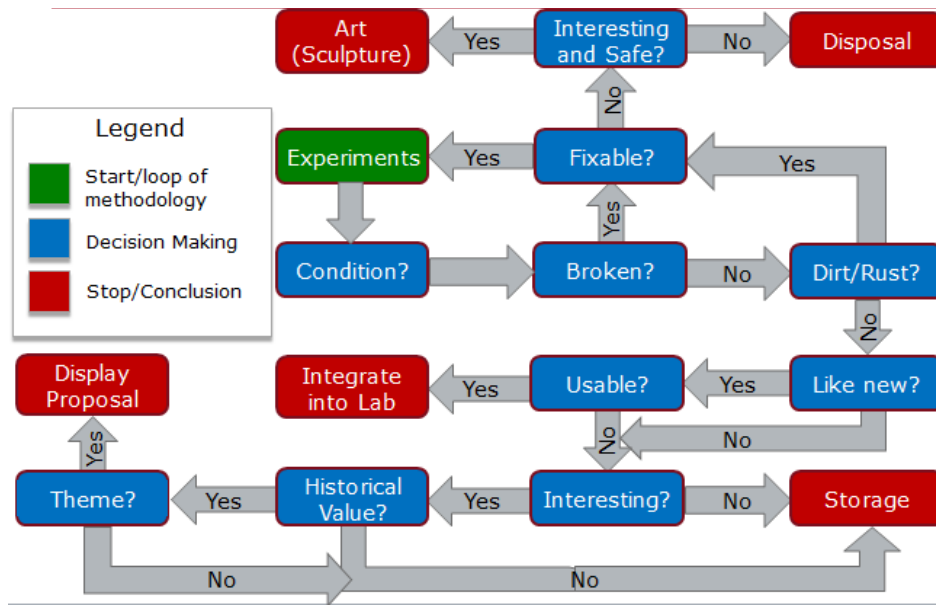 Art
(Sculpture)
Yes
Interesting
and Safe?
No
Disposal
No
Legend
Start/loop of
methodology
Decision Making
Stop/Conclusion
Experiments
Yes
Fixable?
Yes
Yes
Condition?
Broken?
No
Dirt/Rust?
No
Display
Proposal
Integrate
into Lab
Yes
Usable?
Yes
Like new?
Yes
No
No
Theme?
Yes
Historical
Value?
Yes
Interesting?
No
Storage
No
No